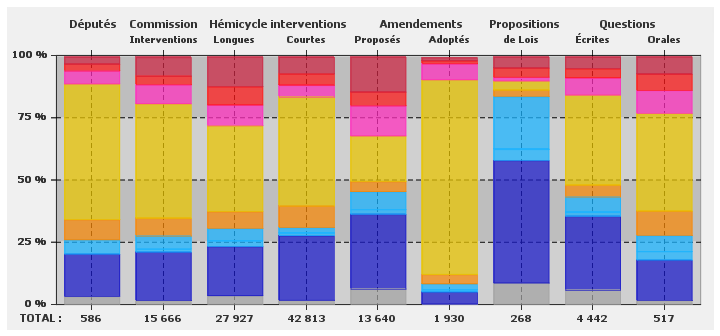 Députés Commission Hémicycle interventions Amendements Propositions Questions
Interventions Longues Courtes Proposés Adoptés de Lois Écrites Orales
100 %
75 %
50 %
25 %
0 %
TOTAL : 586 15 666 27 927 42 813 13 640 1 930 268 4 442 517